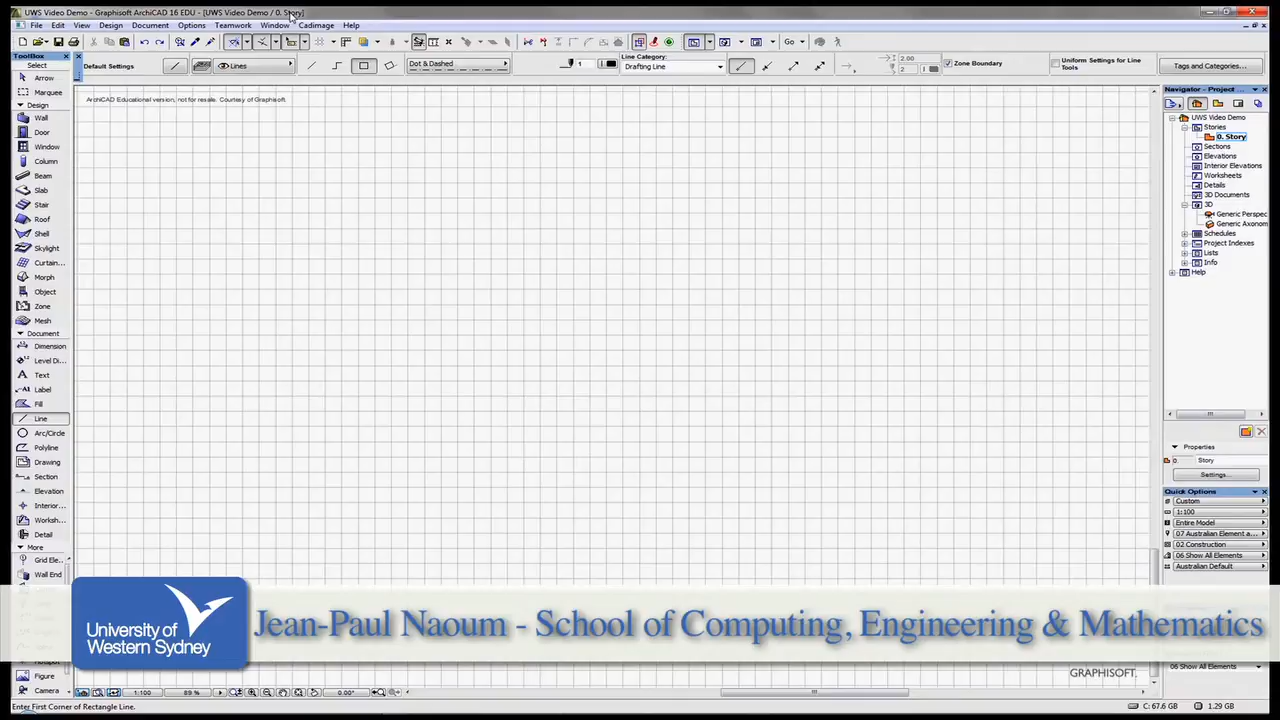 UWS Video Demo - Graphisoft ArchiCAD 16 EDU - [UWS Video Demo / 0. Story]
File Edit View Design Document Options Teamwork Window Cadimage Help
Go
ToolBox
Select
Arrow
Marquee
Design
Wall
Door
Window
Column
Beam
Slab
Stair
Roof
Shell
Skylight
Curtain...
Morph
Object
Zone
Mesh
Document
Dimension
Level Di...
Text
Label
Fill
Line
Arc/Circle
Polyline
Drawing
Section
Elevation
Interior...
Worksh...
Detail
More
Grid Ele...
Wall End
Figure
Camera
Default Settings
Lines
Dot & Dashed
1
Line Category:
Drafting Line
2.00
2
Zone Boundary
Uniform Settings for Line Tools
Tags and Categories...
ArchiCAD Educational version, not for resale. Courtesy of Graphisoft.
Navigator - Project ...
UWS Video Demo
Stories
0. Story
Sections
Elevations
Interior Elevations
Worksheets
Details
3D Documents
3D
Generic Perspec
Generic Axonom
Schedules
Project Indexes
Lists
Info
Help
Properties
0. Story
Settings...
Quick Options
Custom
1:100
Entire Model
07 Australian Element a...
02 Construction
06 Show All Elements
Australian Default
University of
Western Sydney
Jean-Paul Naoum - School of Computing, Engineering & Mathematics
06 Show All Elements
GRAPHISOFT.
1:100 89 % 0.00°
Enter First Corner of Rectangle Line.
C: 67.6 GB 1.29 GB